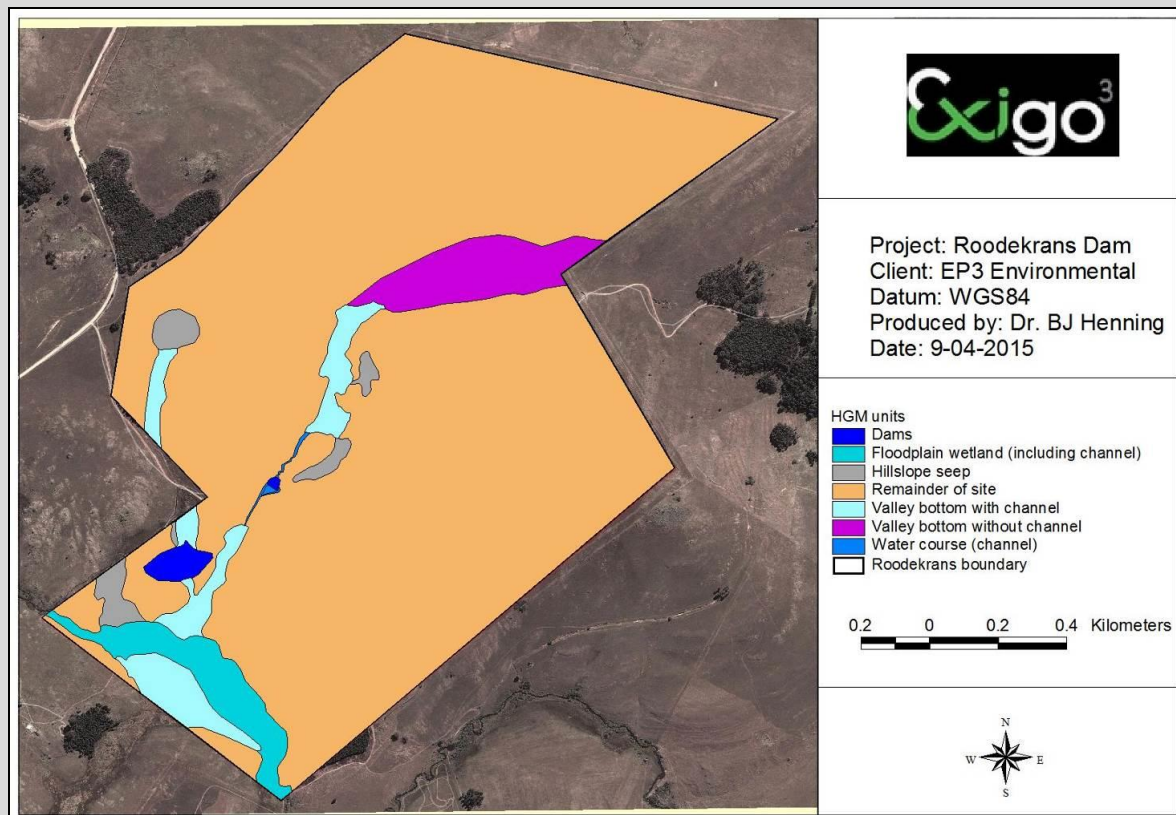 Exigo3
Project: Roodekrans Dam
Client: EP3 Environmental
Datum: WGS84
Produced by: Dr. BJ Henning
Date: 9-04-2015
HGM units
Dams
Floodplain wetland (including channel)
Hillslope seep
Remainder of site
Valley bottom with channel
Valley bottom without channel
Water course (channel)
Roodekrans boundary
0.2 0 0.2 0.4 Kilometers
N
W E
S